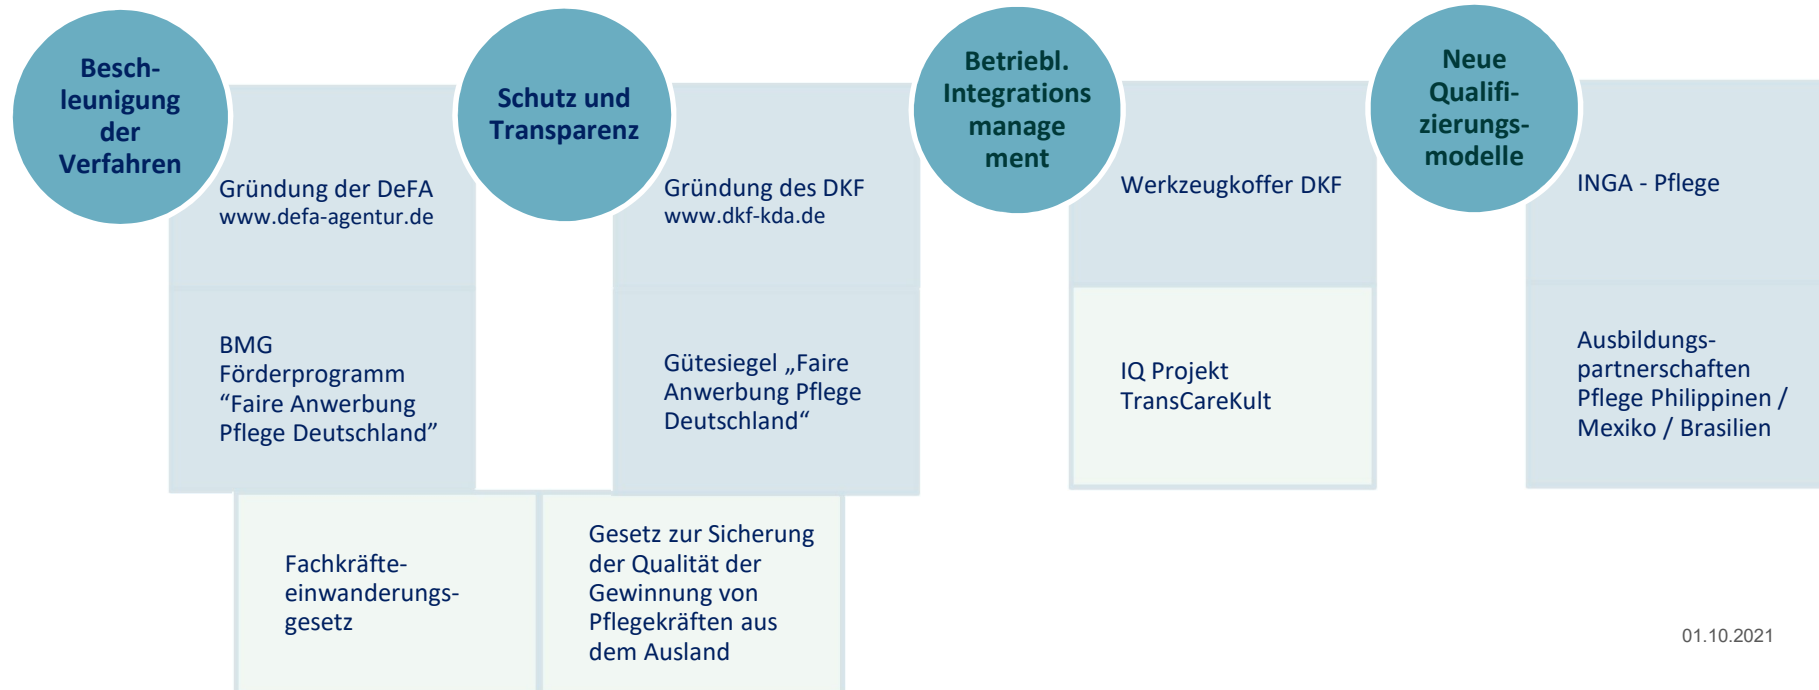 Besch-
leunigung
der
Verfahren
Gründung der DeFA
www.defa-agentur.de
BMG
Förderprogramm
“Faire Anwerbung
Pflege Deutschland”
Schutz und
Transparenz
Gründung des DKF
www.dkf-kda.de
Gütesiegel „Faire
Anwerbung Pflege
Deutschland“
Fachkräfte-
einwanderungs-
gesetz
Gesetz zur Sicherung
der Qualität der
Gewinnung von
Pflegekräften aus
dem Ausland
Betriebl.
Integrations
manage
ment
Werkzeugkoffer DKF
IQ Projekt
TransCareKult
Neue
Qualifi-
zierungs-
modelle
INGA - Pflege
Ausbildungs-
partnerschaften
Pflege Philippinen /
Mexiko / Brasilien
01.10.2021